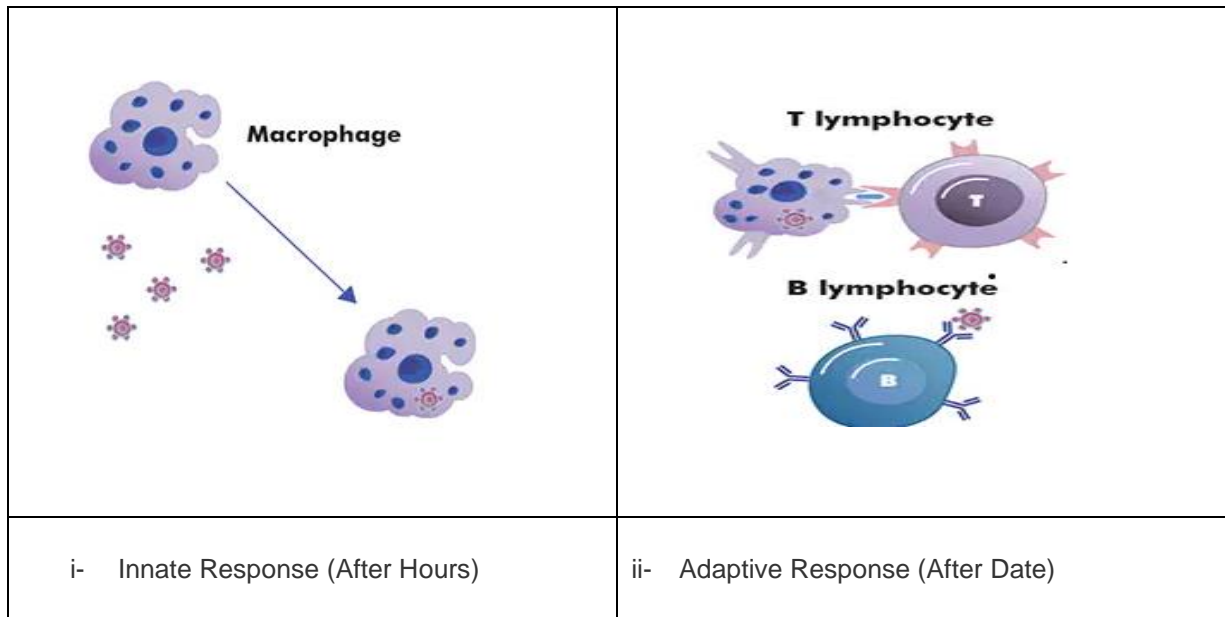 Macrophage
T lymphocyte
T
B lymphocyte
B
i- Innate Response (After Hours)
ii- Adaptive Response (After Date)